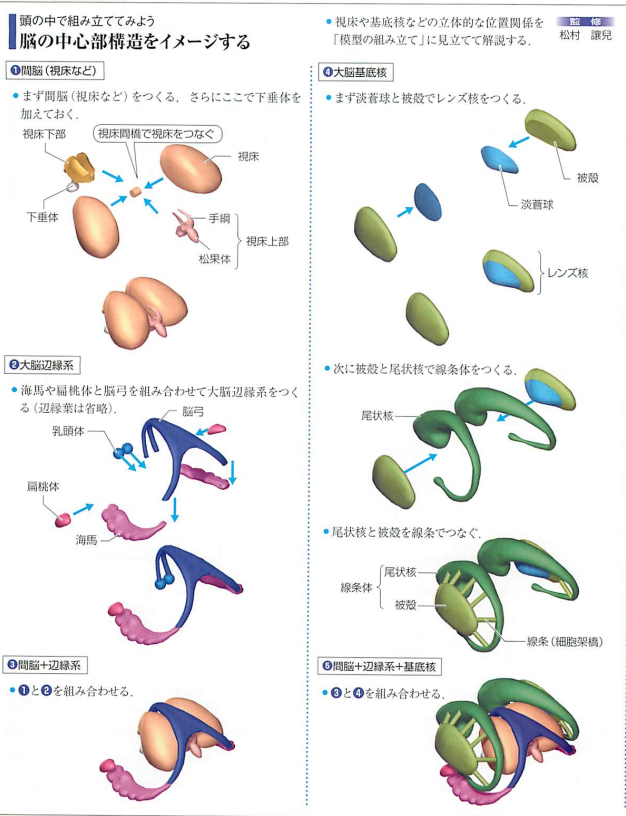 頭の中で組み立ててみよう
脳の中心部構造をイメージする
●視床や基底核などの立体的な位置関係を
「模型の組み立て」に見立てて解説する.
監修
松村 讓兒
❶間脳(視床など)
●まず間脳(視床など)をつくる. さらにここで下垂体を
加えておく.
視床下部
視床間橋で視床をつなぐ
視床
下垂体
手綱
松果体
視床上部
❷大脳辺縁系
●海馬や扁桃体と脳弓を組み合わせて大脳辺縁系をつく
る(辺縁葉は省略).
脳弓
乳頭体
扁桃体
海馬
❸間脳+辺縁系
●❶と❷を組み合わせる.
❹大脳基底核
●まず淡蒼球と被殻でレンズ核をつくる.
被殻
淡蒼球
レンズ核
●次に被殻と尾状核で線条体をつくる.
尾状核
●尾状核と被殻を線条でつなぐ.
尾状核
線条体
被殻
線条(細胞架橋)
❺間脳+辺縁系+基底核
●❸と❹を組み合わせる.